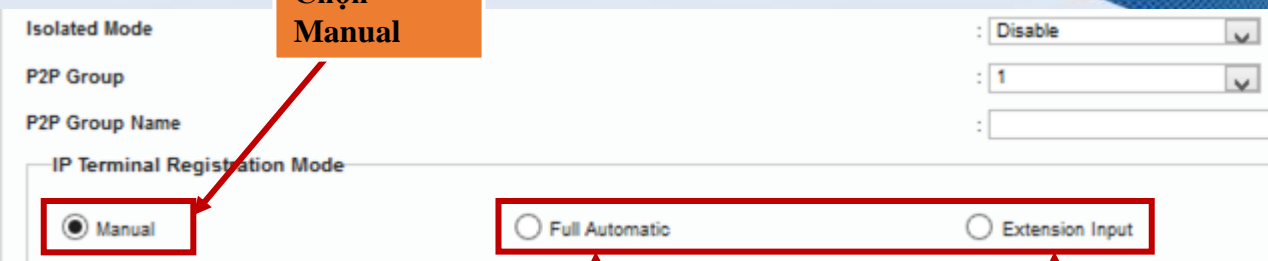 Chọn
Manual
Isolated Mode : Disable
P2P Group : 1
P2P Group Name :
IP Terminal Registration Mode
Manual Full Automatic Extension Input